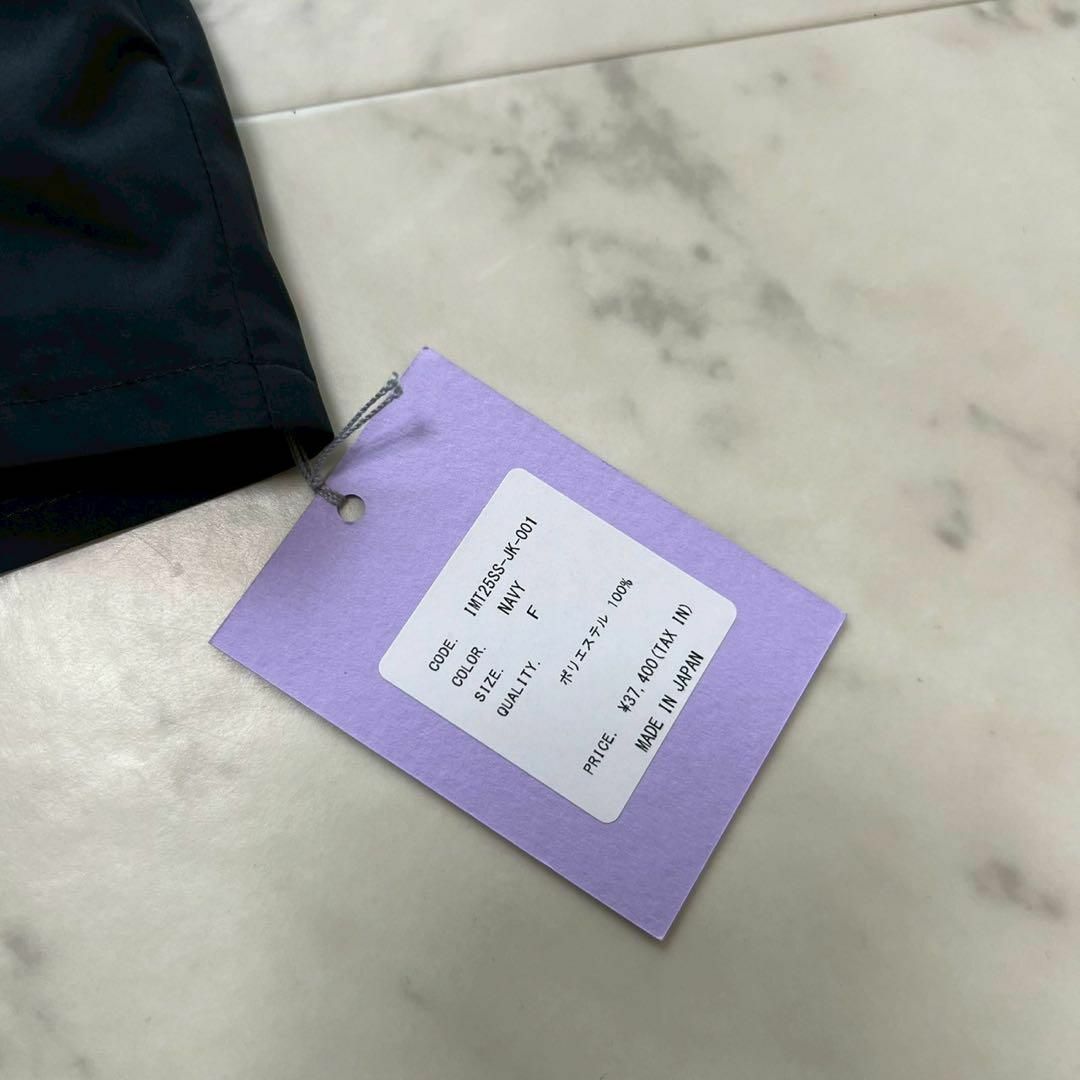 CODE. IMT25SS-JK-001
COLOR. NAVY
SIZE. F
QUALITY.
ポリエステル 100%
PRICE. ¥37,400(TAX IN)
MADE IN JAPAN